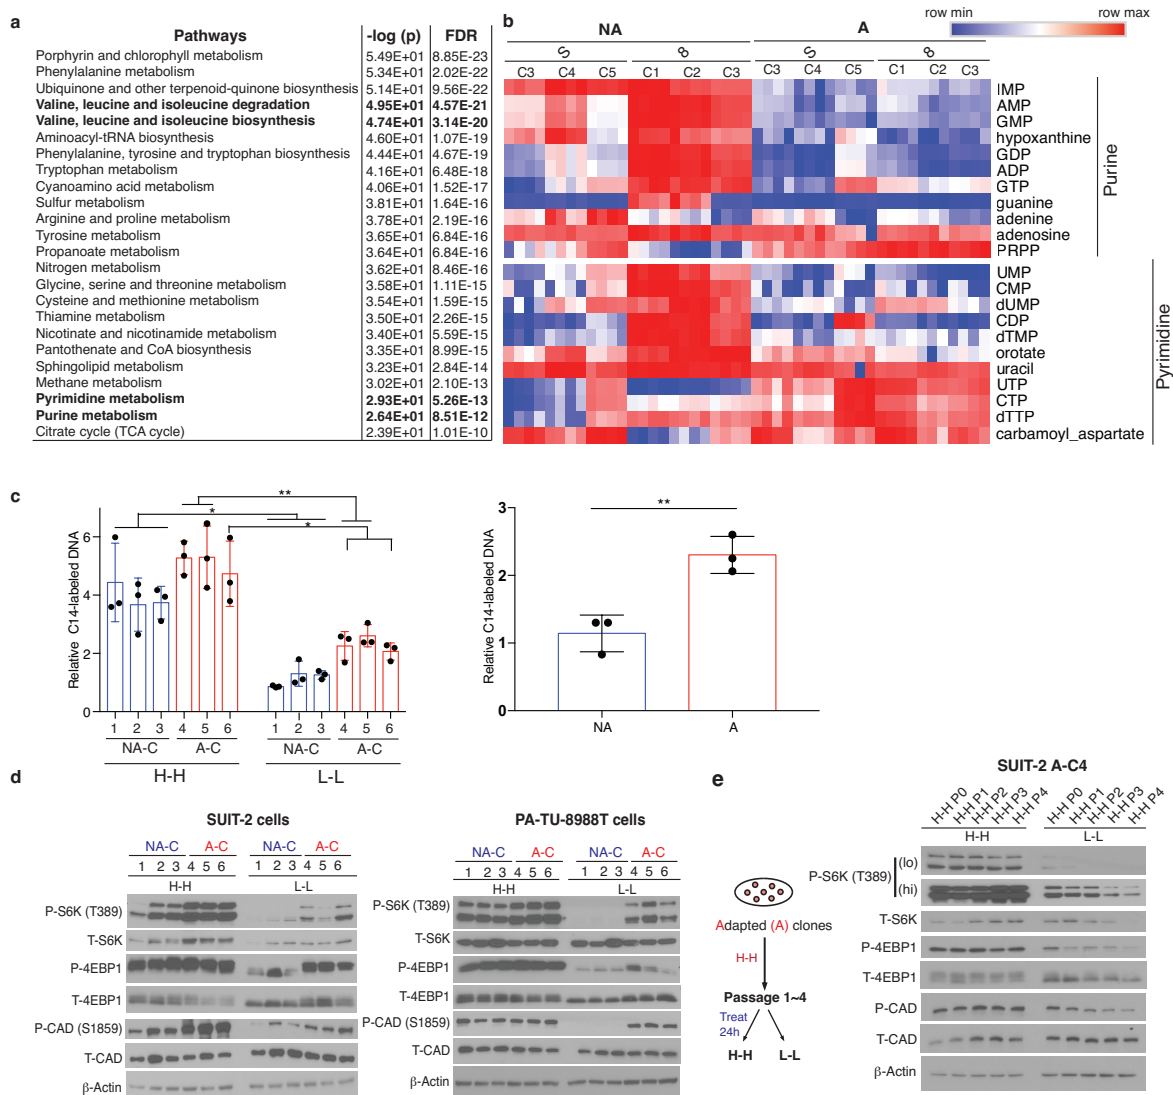 a
Pathways -log (p) FDR
Porphyrin and chlorophyll metabolism 5.49E+01 8.85E-23
Phenylalanine metabolism 5.34E+01 2.02E-22
Ubiquinone and other terpenoid-quinone biosynthesis 5.14E+01 9.56E-22
Valine, leucine and isoleucine degradation 4.95E+01 4.57E-21
Valine, leucine and isoleucine biosynthesis 4.74E+01 3.14E-20
Aminoacyl-tRNA biosynthesis 4.60E+01 1.07E-19
Phenylalanine, tyrosine and tryptophan biosynthesis 4.44E+01 4.67E-19
Tryptophan metabolism 4.16E+01 6.48E-18
Cyanoamino acid metabolism 4.06E+01 1.52E-17
Sulfur metabolism 3.81E+01 1.64E-16
Arginine and proline metabolism 3.78E+01 2.19E-16
Tyrosine metabolism 3.65E+01 6.84E-16
Propanoate metabolism 3.64E+01 6.84E-16
Nitrogen metabolism 3.62E+01 8.46E-16
Glycine, serine and threonine metabolism 3.58E+01 1.11E-15
Cysteine and methionine metabolism 3.54E+01 1.59E-15
Thiamine metabolism 3.50E+01 2.26E-15
Nicotinate and nicotinamide metabolism 3.40E+01 5.59E-15
Pantothenate and CoA biosynthesis 3.35E+01 8.99E-15
Sphingolipid metabolism 3.23E+01 2.84E-14
Methane metabolism 3.02E+01 2.10E-13
Pyrimidine metabolism 2.93E+01 5.26E-13
Purine metabolism 2.64E+01 8.51E-12
Citrate cycle (TCA cycle) 2.39E+01 1.01E-10
b
row min row max
NA A
S 8 S 8
C3 C4 C5 C1 C2 C3 C3 C4 C5 C1 C2 C3
IMP
AMP
GMP
hypoxanthine
GDP
ADP
GTP
guanine
adenine
adenosine
PRPP
Purine
UMP
CMP
dUMP
CDP
dTMP
orotate
uracil
UTP
CTP
dTTP
carbamoyl_aspartate
Pyrimidine
c
Relative C14-labeled DNA
6
4
2
0
** * *
1 2 3 4 5 6 1 2 3 4 5 6
NA-C A-C NA-C A-C
H-H L-L
Relative C14-labeled DNA
3
2
1
0
**
NA A
d
SUIT-2 cells
NA-C A-C NA-C A-C
1 2 3 4 5 6 1 2 3 4 5 6
H-H L-L
P-S6K (T389)
T-S6K
P-4EBP1
T-4EBP1
P-CAD (S1859)
T-CAD
β-Actin
PA-TU-8988T cells
NA-C A-C NA-C A-C
1 2 3 4 5 6 1 2 3 4 5 6
H-H L-L
P-S6K (T389)
T-S6K
P-4EBP1
T-4EBP1
P-CAD (S1859)
T-CAD
β-Actin
e
Adapted (A) clones
H-H
Passage 1~4
Treat
24h
H-H L-L
SUIT-2 A-C4
H-H P0 H-H P1 H-H P2 H-H P3 H-H P4 H-H P0 H-H P1 H-H P2 H-H P3 H-H P4
H-H L-L
P-S6K (T389) (lo)
(hi)
T-S6K
P-4EBP1
T-4EBP1
P-CAD
T-CAD
β-Actin